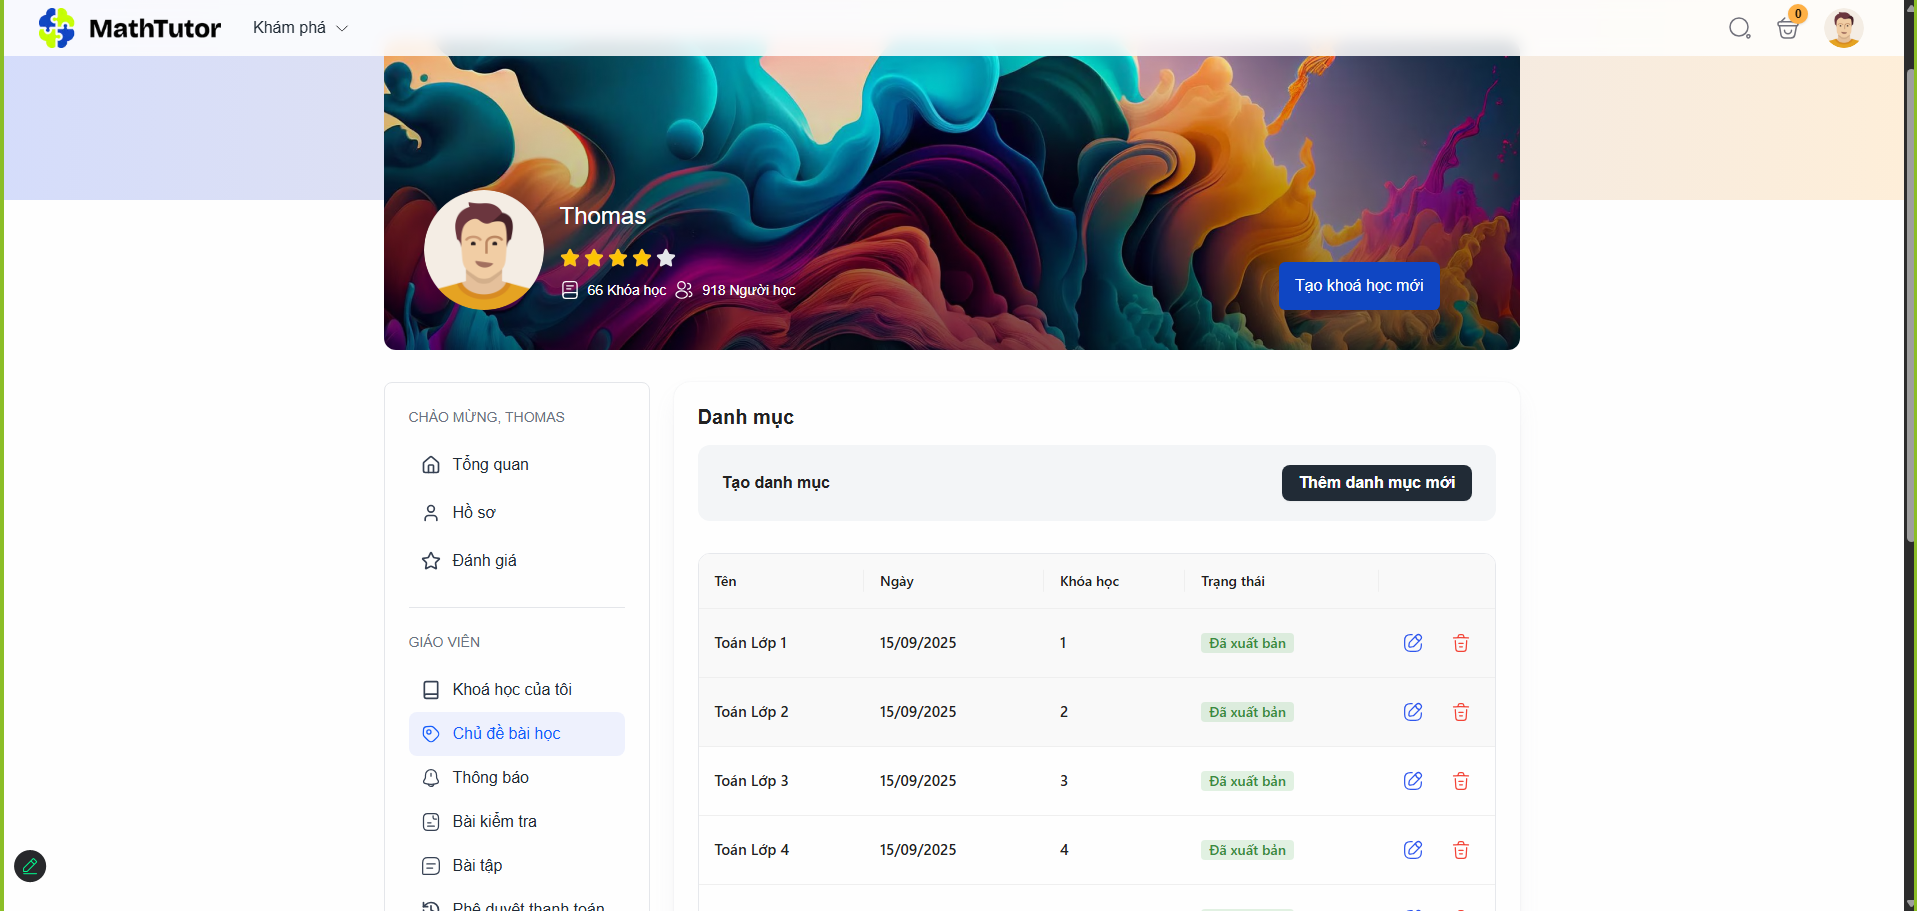 MathTutor
Khám phá
0
Thomas
66 Khóa học
918 Người học
Tạo khoá học mới
CHÀO MỪNG, THOMAS
Tổng quan
Hồ sơ
Đánh giá
GIÁO VIÊN
Khoá học của tôi
Chủ đề bài học
Thông báo
Bài kiểm tra
Bài tập
Phê duyệt thanh toán
Danh mục
Tạo danh mục
Thêm danh mục mới
Tên Ngày Khóa học Trạng thái
Toán Lớp 1 15/09/2025 1 Đã xuất bản
Toán Lớp 2 15/09/2025 2 Đã xuất bản
Toán Lớp 3 15/09/2025 3 Đã xuất bản
Toán Lớp 4 15/09/2025 4 Đã xuất bản